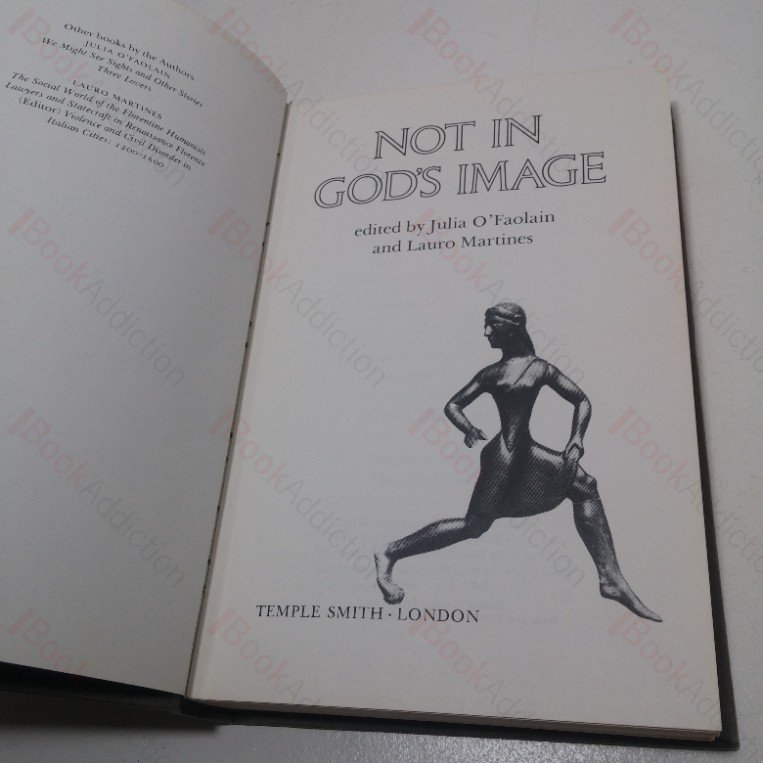 Other books by the Authors
JULIA O'FAOLAIN
We Might See Sights and Other Stories
Three Lovers
LAURO MARTINES
The Social World of the Florentine Humanists
Lawyers and Statecraft in Renaissance Florence
(Editor) Violence and Civil Disorder in
Italian Cities: 1200-1500
NOT IN
GOD'S IMAGE
edited by Julia O'Faolain
and Lauro Martines
TEMPLE SMITH · LONDON
BookAddiction